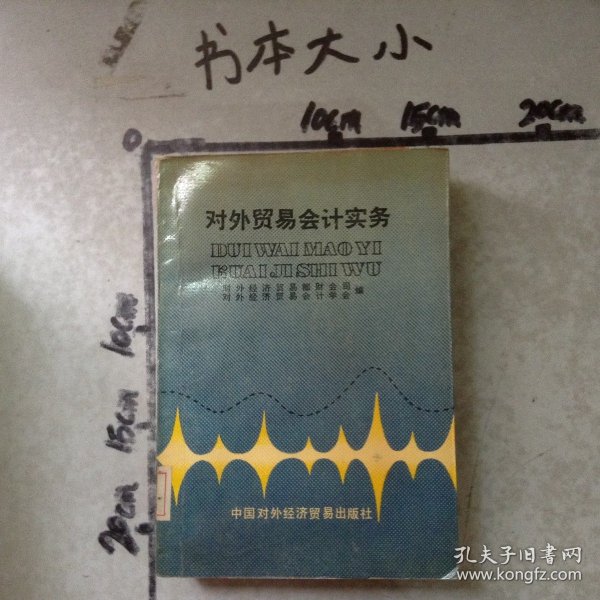 书本大小
10cm 15cm 20cm
0
10cm
15cm
20cm
对外贸易会计实务
DUI WAI MAO YI
KUAI JI SHI WU
对外经济贸易部财会司
对外经济贸易会计学会 编
中国对外经济贸易出版社
孔夫子旧书网
www.kongfz.com